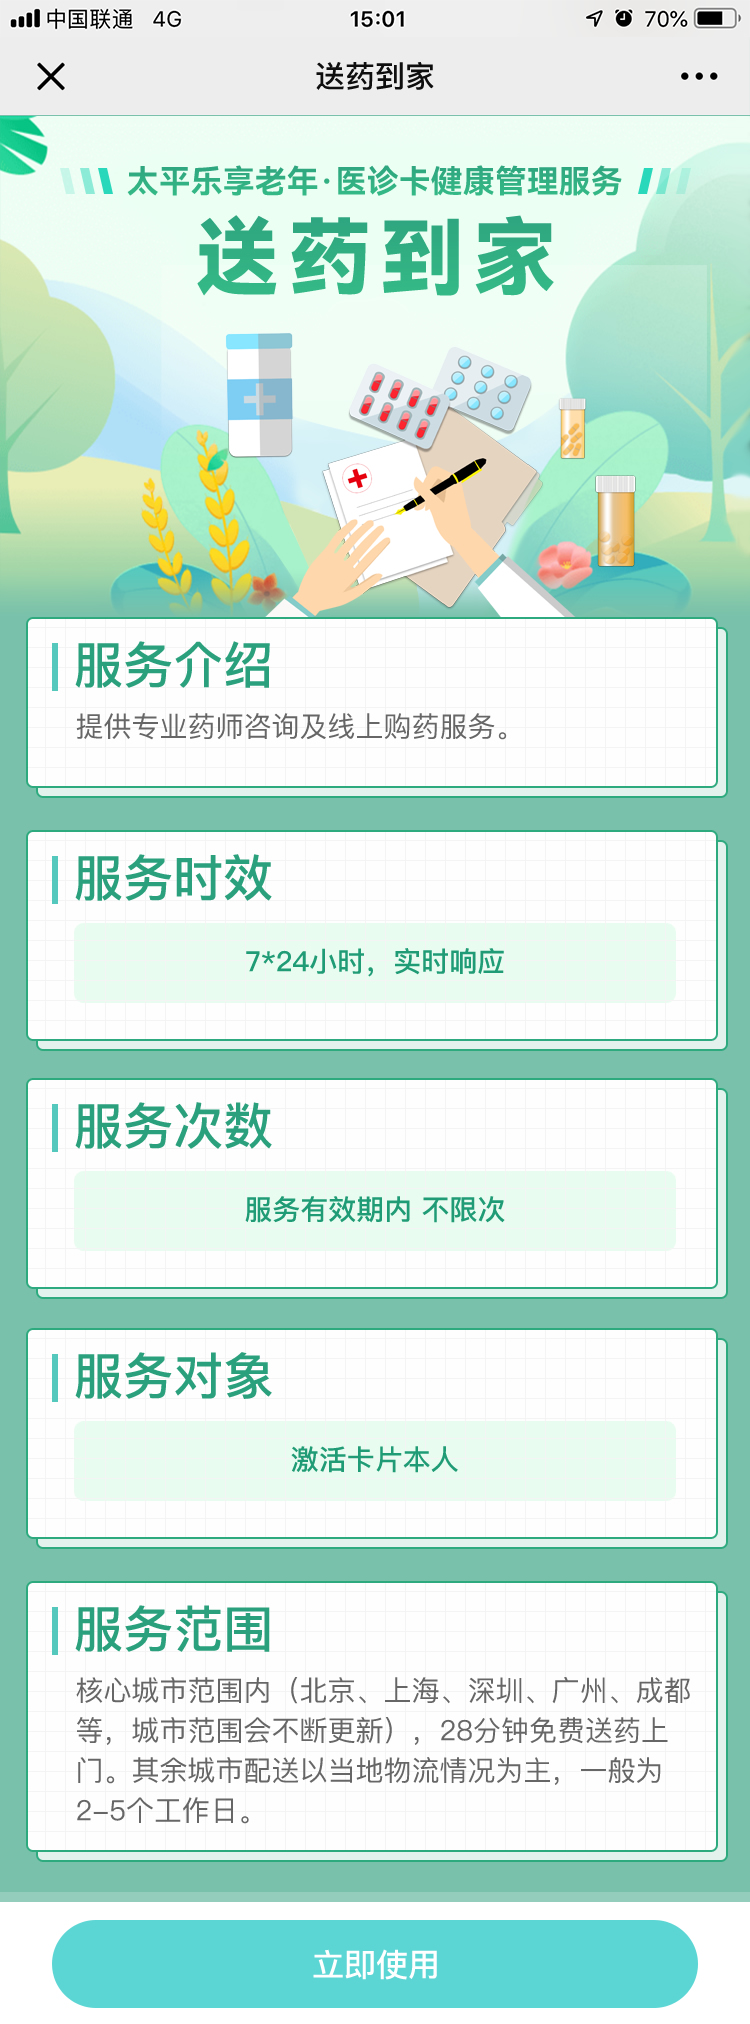 中国联通 4G 15:01 70%
送药到家
太平乐享老年·医诊卡健康管理服务
送药到家
服务介绍
提供专业药师咨询及线上购药服务。
服务时效
7*24小时，实时响应
服务次数
服务有效期内 不限次
服务对象
激活卡片本人
服务范围
核心城市范围内（北京、上海、深圳、广州、成都
等，城市范围会不断更新），28分钟免费送药上
门。其余城市配送以当地物流情况为主，一般为
2-5个工作日。
立即使用